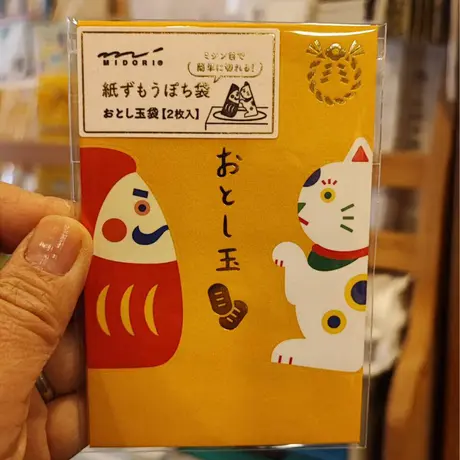 MIDORI
ミシン目で
簡単に切れる!
紙ずもうぽち袋
おとし玉袋【2枚入】
おとし玉